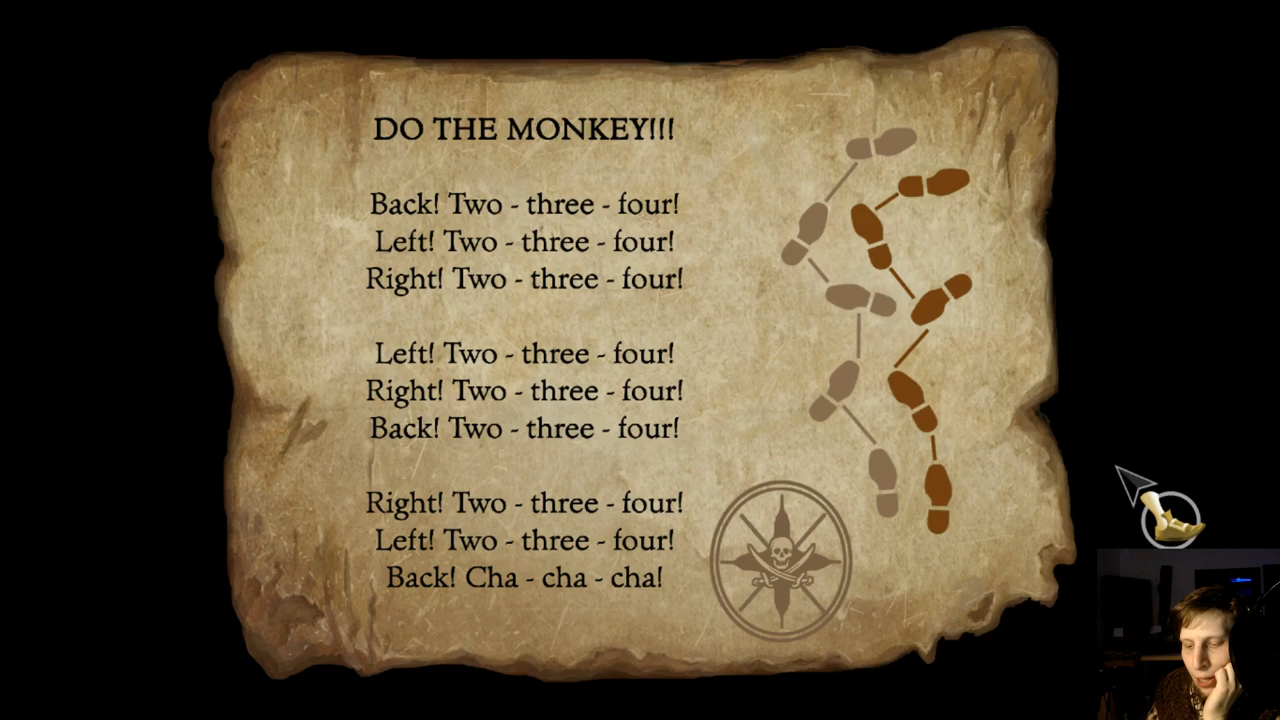 DO THE MONKEY!!!
Back! Two - three - four!
Left! Two - three - four!
Right! Two - three - four!
Left! Two - three - four!
Right! Two - three - four!
Back! Two - three - four!
Right! Two - three - four!
Left! Two - three - four!
Back! Cha - cha - cha!